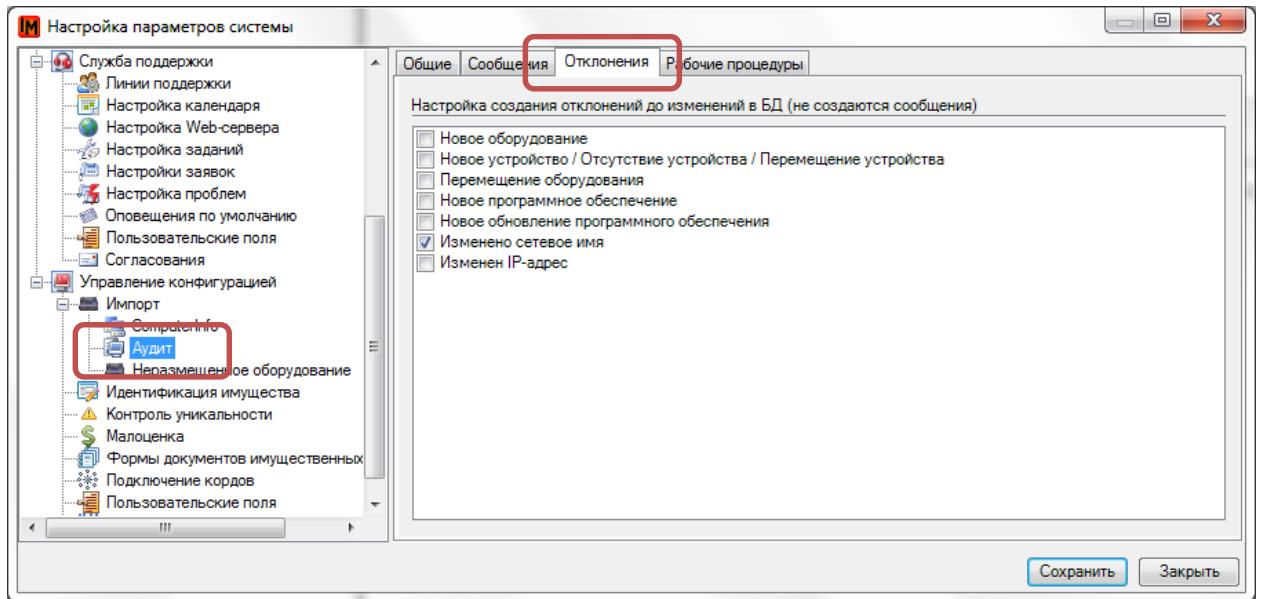 IM Настройка параметров системы
Служба поддержки
Линии поддержки
Настройка календаря
Настройка Web-сервера
Настройка заданий
Настройки заявок
Настройка проблем
Оповещения по умолчанию
Пользовательские поля
Согласования
Управление конфигурацией
Импорт
ComputerInfo
Аудит
Неразмещенное оборудование
Идентификация имущества
Контроль уникальности
Малоценка
Формы документов имущественных
Подключение кордов
Пользовательские поля
Общие Сообщения Отклонения Рабочие процедуры
Настройка создания отклонений до изменений в БД (не создаются сообщения)
Новое оборудование
Новое устройство / Отсутствие устройства / Перемещение устройства
Перемещение оборудования
Новое программное обеспечение
Новое обновление программного обеспечения
Изменено сетевое имя
Изменен IP-адрес
Сохранить Закрыть